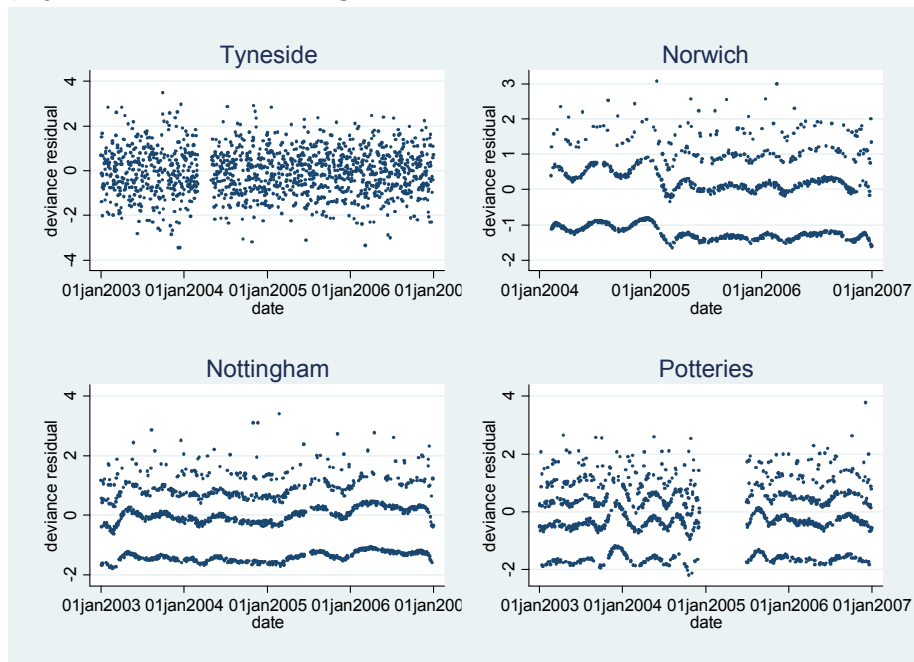 Tyneside
deviance residual
4
2
0
-2
-4
01jan2003 01jan2004 01jan2005 01jan2006 01jan200
date
Norwich
deviance residual
3
2
1
0
-1
-2
01jan2004 01jan2005 01jan2006 01jan2007
date
Nottingham
deviance residual
4
2
0
-2
01jan2003 01jan2004 01jan2005 01jan2006 01jan200
date
Potteries
deviance residual
4
2
0
-2
01jan2003 01jan2004 01jan2005 01jan2006 01jan2007
date